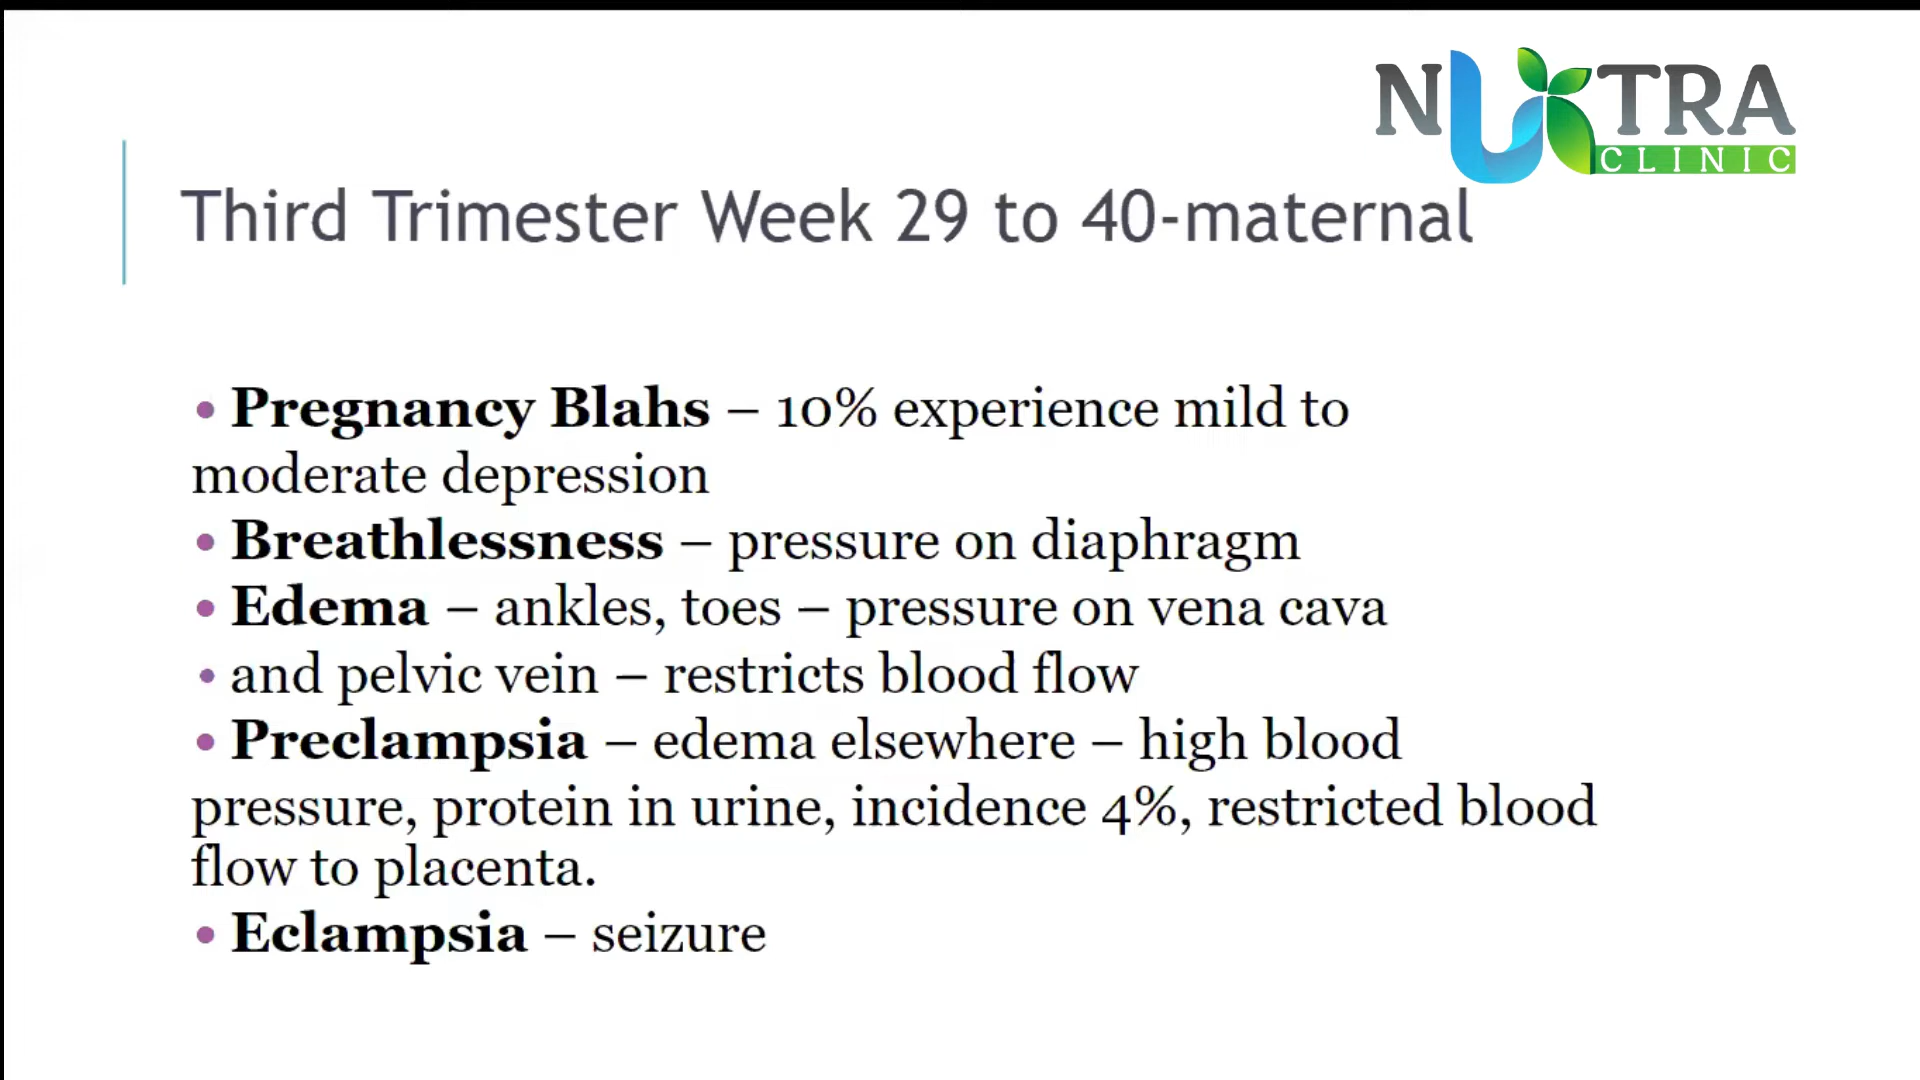 NUTRA
CLINIC
Third Trimester Week 29 to 40-maternal
• Pregnancy Blahs – 10% experience mild to
moderate depression
• Breathlessness – pressure on diaphragm
• Edema – ankles, toes – pressure on vena cava
• and pelvic vein – restricts blood flow
• Preclampsia – edema elsewhere – high blood
pressure, protein in urine, incidence 4%, restricted blood
flow to placenta.
• Eclampsia – seizure